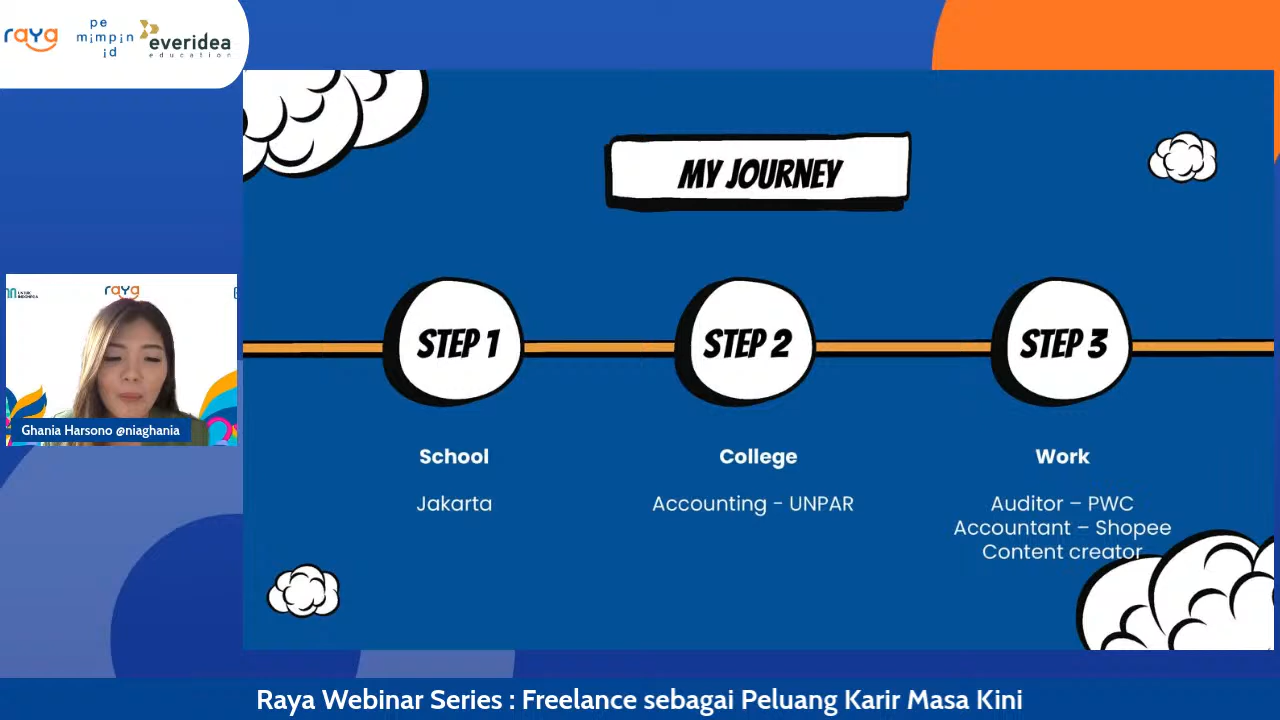 raya
pe
mimpin
id
everidea
education
MY JOURNEY
STEP 1
STEP 2
STEP 3
School
College
Work
Jakarta
Accounting - UNPAR
Auditor – PWC
Accountant – Shopee
Content creator
UNTUK
INDONESIA
raya
Ghania Harsono @niaghania
Raya Webinar Series : Freelance sebagai Peluang Karir Masa Kini